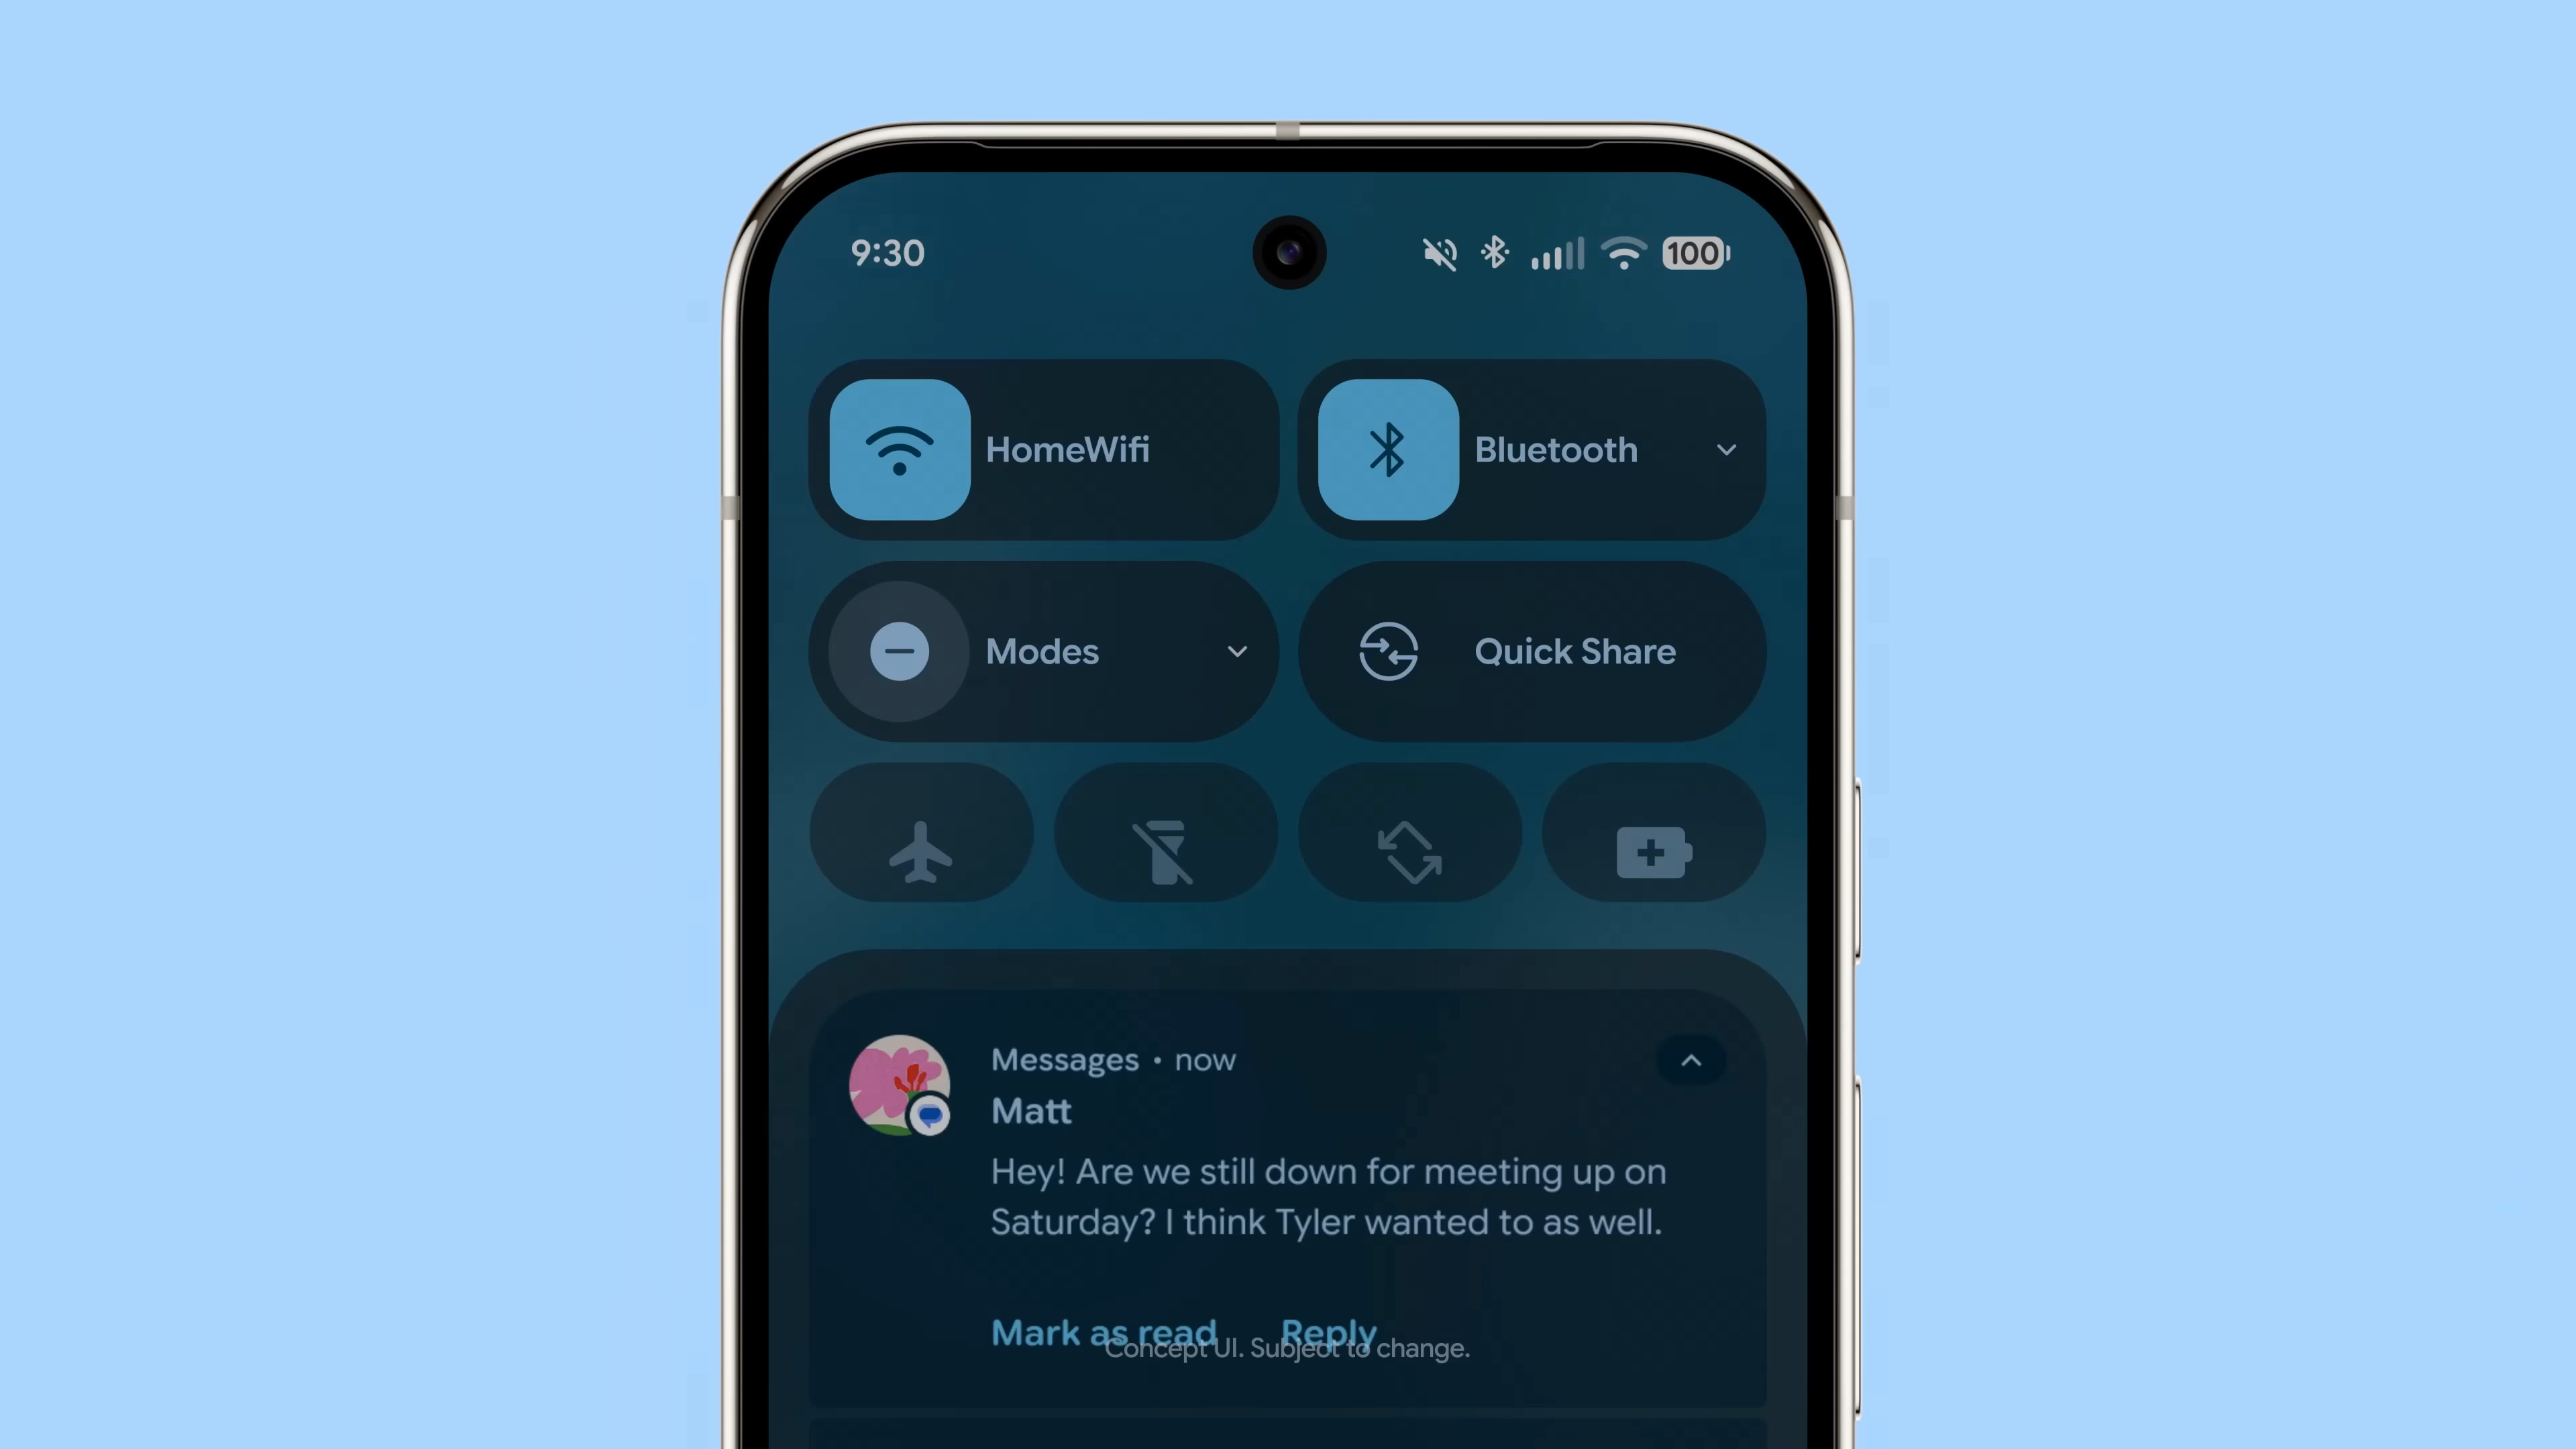 9:30
100
HomeWifi
Bluetooth
Modes
Quick Share
Messages • now
Matt
Hey! Are we still down for meeting up on
Saturday? I think Tyler wanted to as well.
Mark as read
Reply
Concept UI. Subject to change.